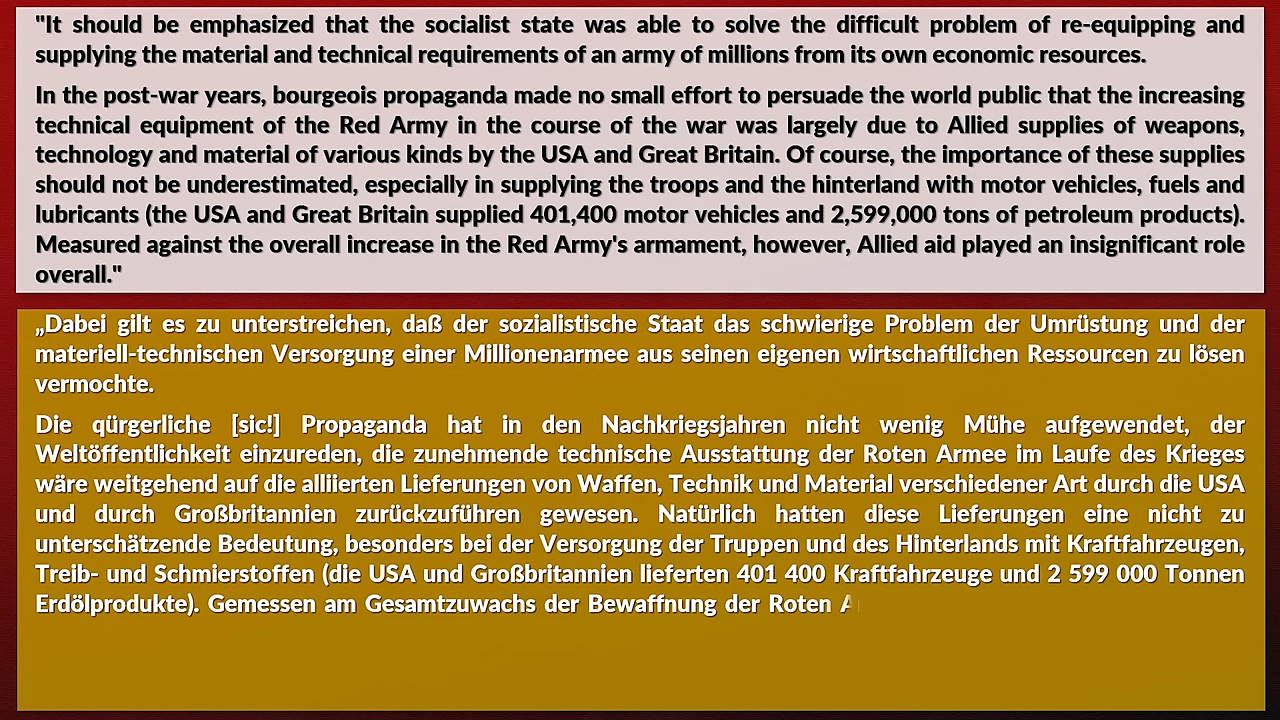 "It should be emphasized that the socialist state was able to solve the difficult problem of re-equipping and
supplying the material and technical requirements of an army of millions from its own economic resources.
In the post-war years, bourgeois propaganda made no small effort to persuade the world public that the increasing
technical equipment of the Red Army in the course of the war was largely due to Allied supplies of weapons,
technology and material of various kinds by the USA and Great Britain. Of course, the importance of these supplies
should not be underestimated, especially in supplying the troops and the hinterland with motor vehicles, fuels and
lubricants (the USA and Great Britain supplied 401,400 motor vehicles and 2,599,000 tons of petroleum products).
Measured against the overall increase in the Red Army's armament, however, Allied aid played an insignificant role
overall."
„Dabei gilt es zu unterstreichen, daß der sozialistische Staat das schwierige Problem der Umrüstung und der
materiell-technischen Versorgung einer Millionenarmee aus seinen eigenen wirtschaftlichen Ressourcen zu lösen
vermochte.
Die qürgerliche [sic!] Propaganda hat in den Nachkriegsjahren nicht wenig Mühe aufgewendet, der
Weltöffentlichkeit einzureden, die zunehmende technische Ausstattung der Roten Armee im Laufe des Krieges
wäre weitgehend auf die alliierten Lieferungen von Waffen, Technik und Material verschiedener Art durch die USA
und durch Großbritannien zurückzuführen gewesen. Natürlich hatten diese Lieferungen eine nicht zu
unterschätzende Bedeutung, besonders bei der Versorgung der Truppen und des Hinterlands mit Kraftfahrzeugen,
Treib- und Schmierstoffen (die USA und Großbritannien lieferten 401 400 Kraftfahrzeuge und 2 599 000 Tonnen
Erdölprodukte). Gemessen am Gesamtzuwachs der Bewaffnung der Roten